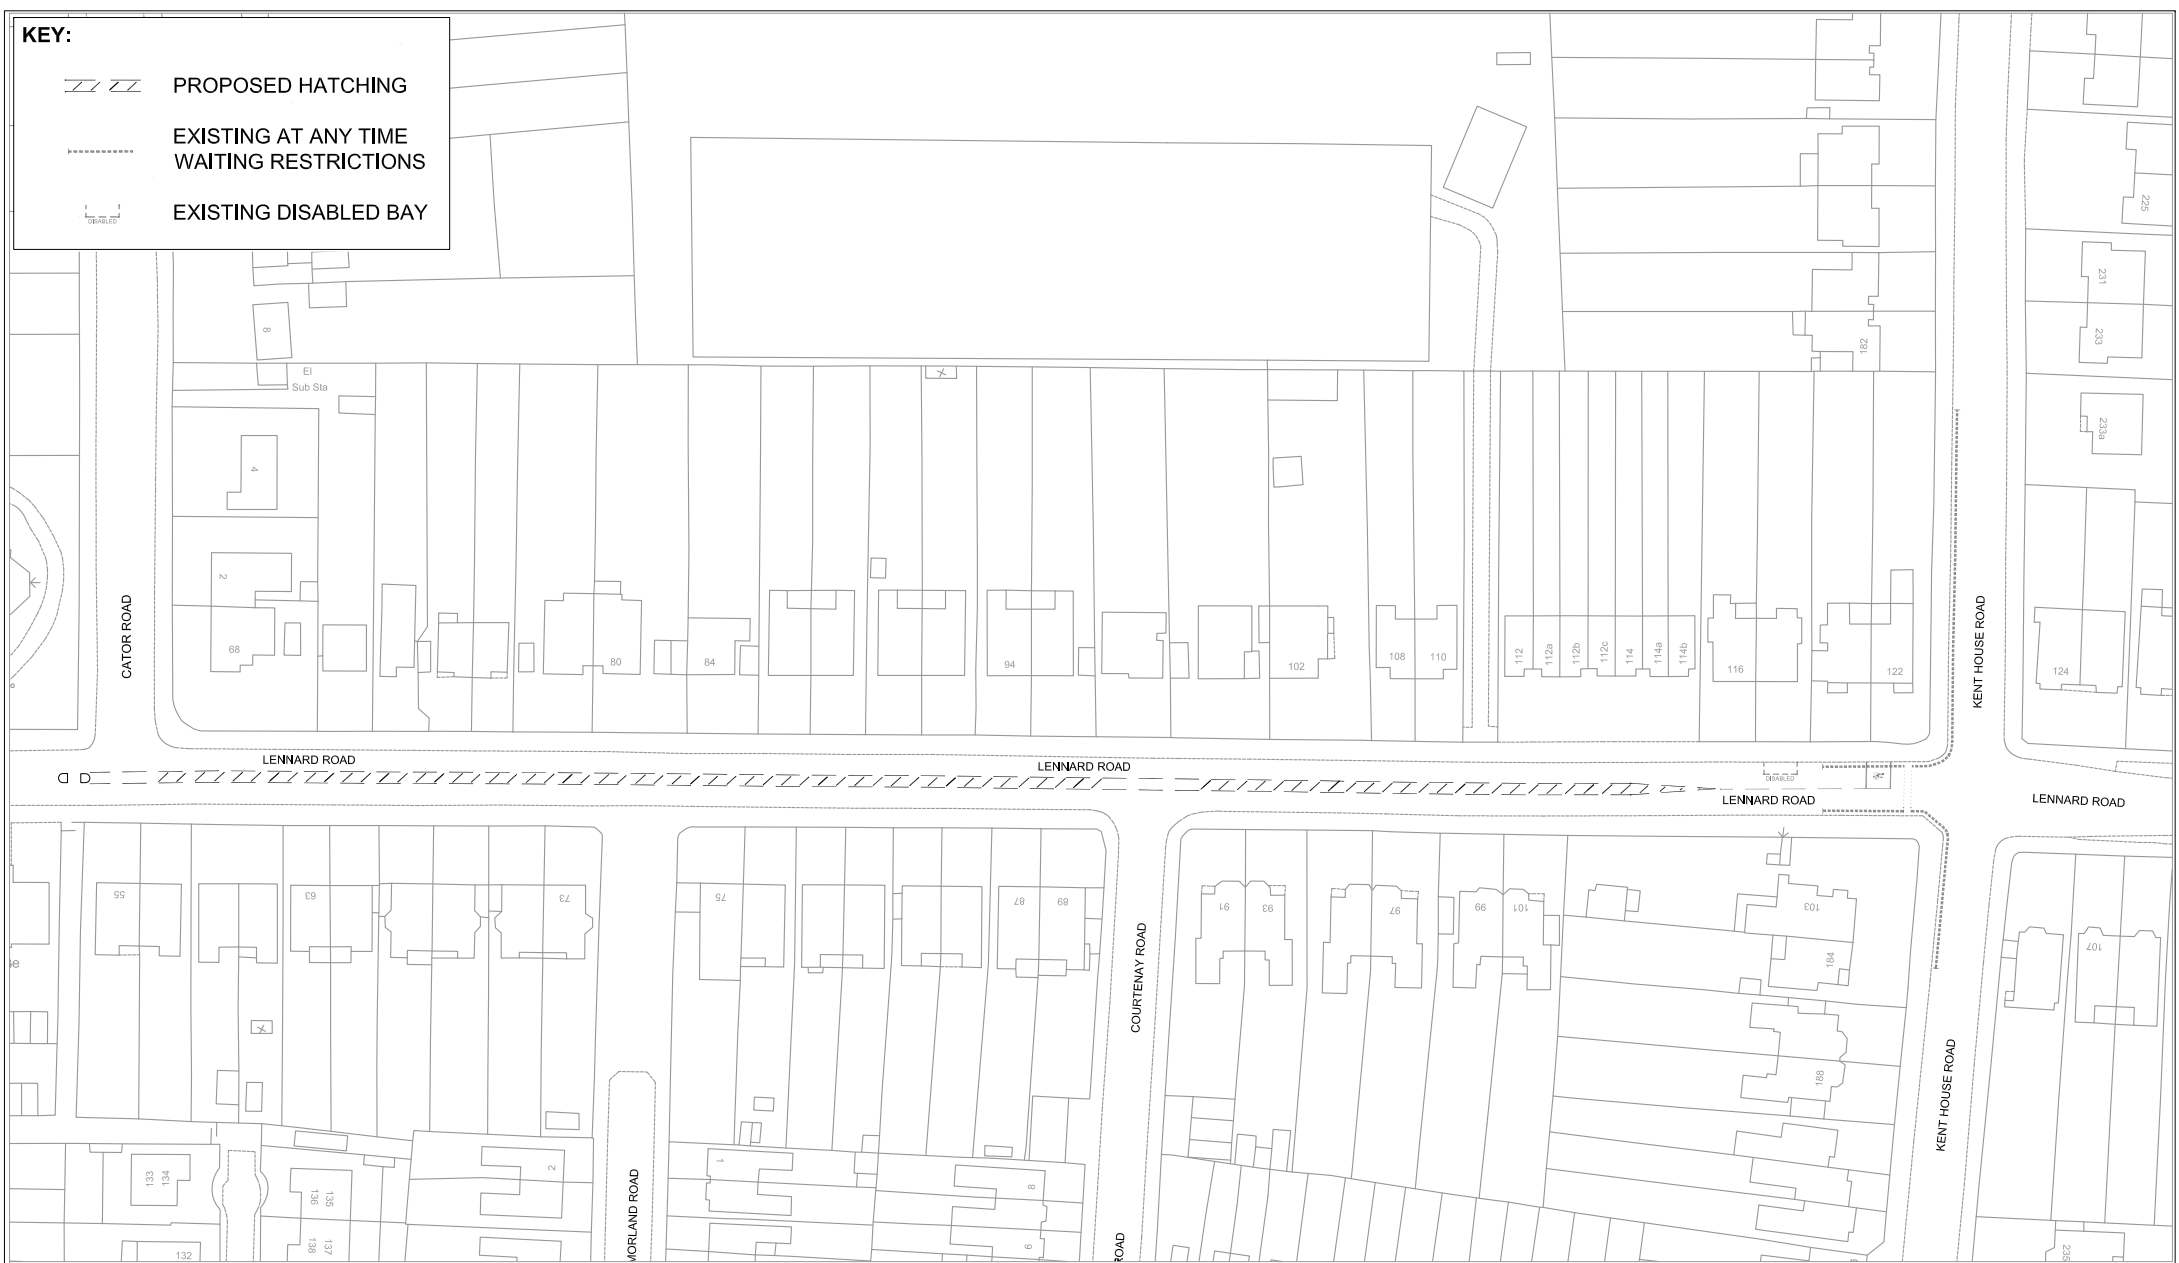 KEY:
PROPOSED HATCHING
EXISTING AT ANY TIME
WAITING RESTRICTIONS
DISABLED
EXISTING DISABLED BAY
225
231
233
182
233a
8
El
Sub Sta
4
2
68
80
84
94
102
108
110
112
112a
112b
112c
114
114a
114b
116
122
124
CATOR ROAD
KENT HOUSE ROAD
LENNARD ROAD
LENNARD ROAD
DISABLED
LENNARD ROAD
LENNARD ROAD
55
63
73
75
87
89
91
93
97
99
101
103
184
107
188
COURTENAY ROAD
KENT HOUSE ROAD
133
134
136
135
138
137
132
2
MORLAND ROAD
1
8
9
ROAD
235